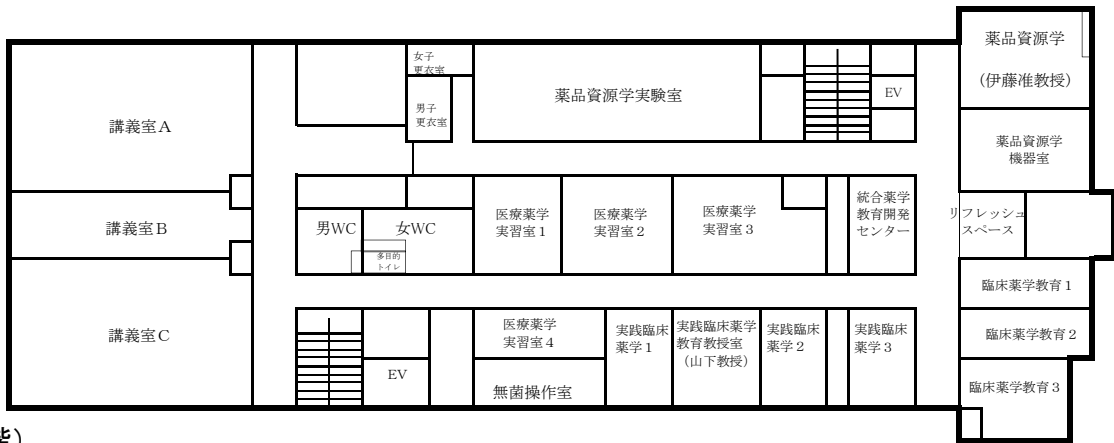 薬品資源学
(伊藤准教授)
女子
更衣室
薬品資源学実験室
EV
男子
更衣室
講義室A
薬品資源学
機器室
講義室B
男WC
女WC
多目的
トイレ
医療薬学
実習室1
医療薬学
実習室2
医療薬学
実習室3
統合薬学
教育開発
センター
リフレッシュ
スペース
臨床薬学教育1
講義室C
医療薬学
実習室4
実践臨床
薬学1
実践臨床薬学
教育教授室
(山下教授)
実践臨床
薬学2
実践臨床
薬学3
臨床薬学教育2
EV
無菌操作室
臨床薬学教育3
階)